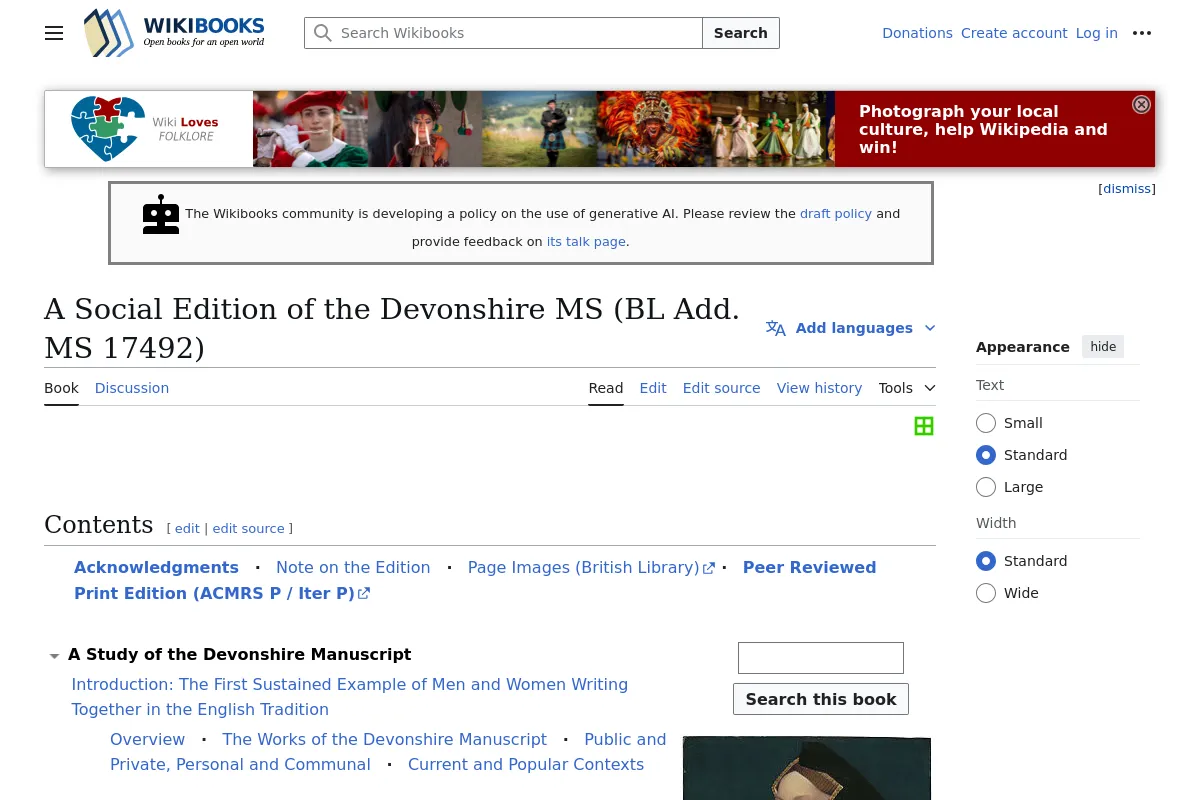 WIKIBOOKS
Open books for an open world
Search Wikibooks
Search
Donations Create account Log in
Wiki Loves
FOLKLORE
Photograph your local
culture, help Wikipedia and
win!
[dismiss]
The Wikibooks community is developing a policy on the use of generative AI. Please review the draft policy and
provide feedback on its talk page.
A Social Edition of the Devonshire MS (BL Add.
MS 17492)
Add languages
Book Discussion
Read Edit Edit source View history Tools
Appearance hide
Text
Small
Standard
Large
Width
Standard
Wide
Contents [ edit | edit source ]
Acknowledgments · Note on the Edition · Page Images (British Library) · Peer Reviewed
Print Edition (ACMRS P / Iter P)
A Study of the Devonshire Manuscript
Introduction: The First Sustained Example of Men and Women Writing
Together in the English Tradition
Overview · The Works of the Devonshire Manuscript · Public and
Private, Personal and Communal · Current and Popular Contexts
Search this book